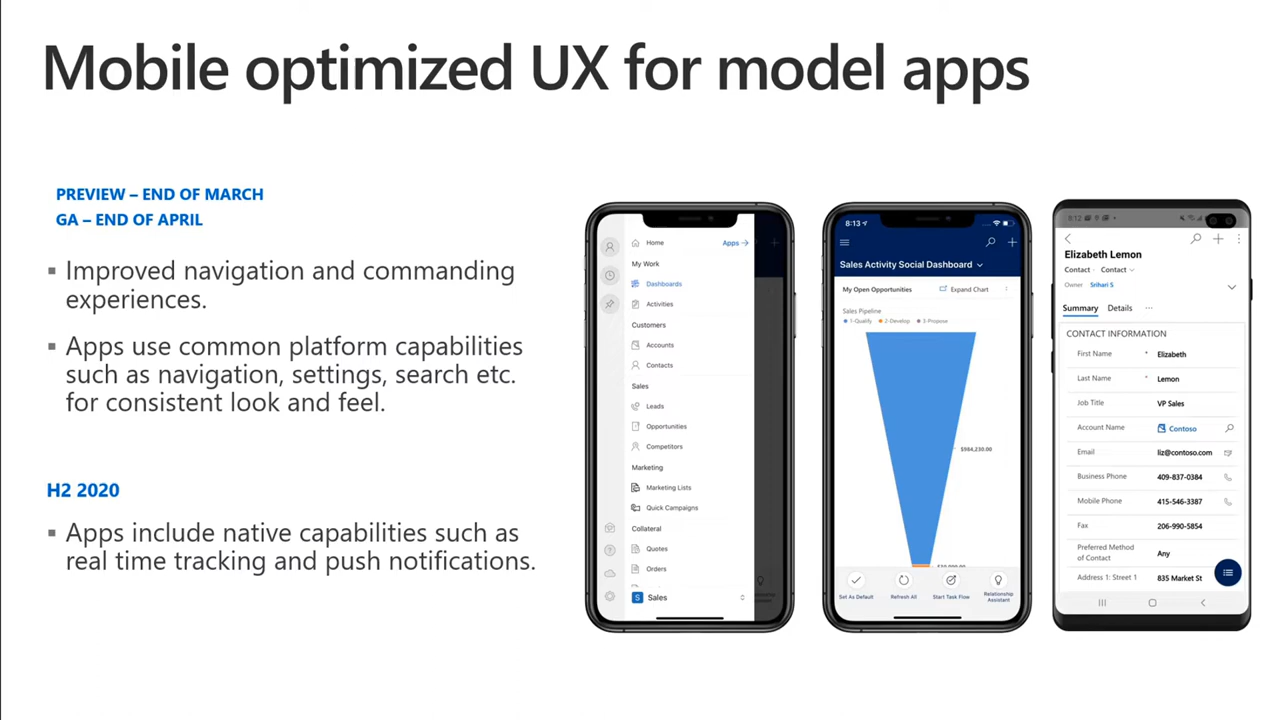 Mobile optimized UX for model apps
PREVIEW – END OF MARCH
GA – END OF APRIL
▪ Improved navigation and commanding
experiences.
▪ Apps use common platform capabilities
such as navigation, settings, search etc.
for consistent look and feel.
H2 2020
▪ Apps include native capabilities such as
real time tracking and push notifications.
Home Apps →
My Work
Dashboards
Activities
Customers
Accounts
Contacts
Sales
Leads
Opportunities
Competitors
Marketing
Marketing Lists
Quick Campaigns
Collateral
Quotes
Orders
S Sales
8:13
Sales Activity Social Dashboard
My Open Opportunities Expand Chart
Sales Pipeline
1-Qualify 2-Develop 3-Propose
$984,230.00
Set As Default Refresh All Start Task Flow Relationship
Assistant
8:12
Elizabeth Lemon
Contact · Contact
Owner Srihari S
Summary Details ...
CONTACT INFORMATION
First Name * Elizabeth
Last Name * Lemon
Job Title VP Sales
Account Name Contoso
Email liz@contoso.com
Business Phone 409-837-0384
Mobile Phone 415-546-3387
Fax 206-990-5854
Preferred Method
of Contact Any
Address 1: Street 1 835 Market St